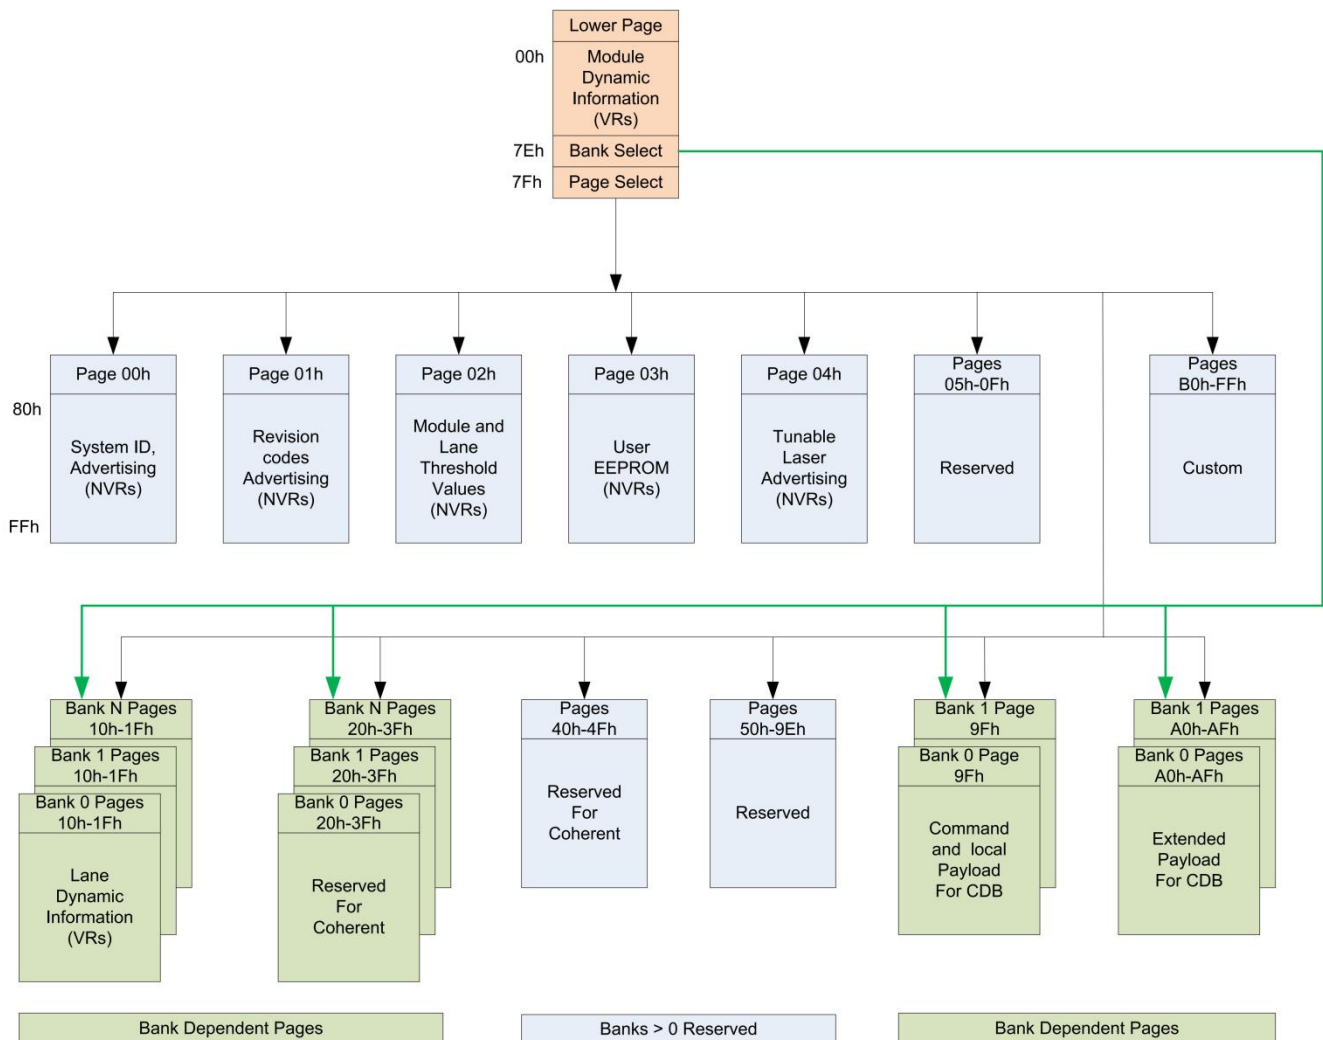 Lower Page
00h
Module
Dynamic
Information
(VRs)
7Eh
Bank Select
7Fh
Page Select
Page 00h
80h
System ID,
Advertising
(NVRs)
FFh
Page 01h
Revision
codes
Advertising
(NVRs)
Page 02h
Module and
Lane
Threshold
Values
(NVRs)
Page 03h
User
EEPROM
(NVRs)
Page 04h
Tunable
Laser
Advertising
(NVRs)
Pages
05h-0Fh
Reserved
Pages
B0h-FFh
Custom
Bank N Pages
10h-1Fh
Bank 1 Pages
10h-1Fh
Bank 0 Pages
10h-1Fh
Lane
Dynamic
Information
(VRs)
Bank N Pages
20h-3Fh
Bank 1 Pages
20h-3Fh
Bank 0 Pages
20h-3Fh
Reserved
For
Coherent
Pages
40h-4Fh
Reserved
For
Coherent
Pages
50h-9Eh
Reserved
Bank 1 Page
9Fh
Bank 0 Page
9Fh
Command
and local
Payload
For CDB
Bank 1 Pages
A0h-AFh
Bank 0 Pages
A0h-AFh
Extended
Payload
For CDB
Bank Dependent Pages
Banks > 0 Reserved
Bank Dependent Pages